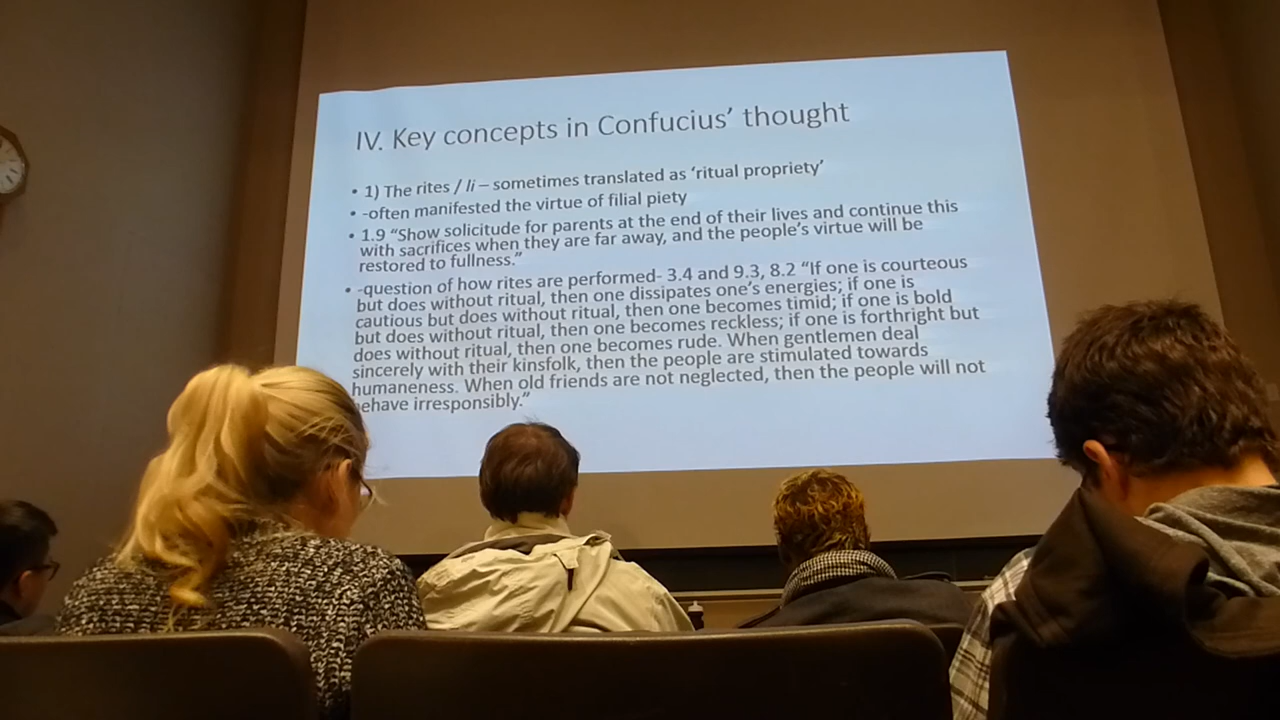 IV. Key concepts in Confucius' thought
• 1) The rites / li – sometimes translated as 'ritual propriety'
• -often manifested the virtue of filial piety
• 1.9 “Show solicitude for parents at the end of their lives and continue this
with sacrifices when they are far away, and the people's virtue will be
restored to fullness.”
• -question of how rites are performed- 3.4 and 9.3, 8.2 “If one is courteous
but does without ritual, then one dissipates one's energies; if one is
cautious but does without ritual, then one becomes timid; if one is bold
but does without ritual, then one becomes reckless; if one is forthright but
does without ritual, then one becomes rude. When gentlemen deal
sincerely with their kinsfolk, then the people are stimulated towards
humaneness. When old friends are not neglected, then the people will not
behave irresponsibly.”